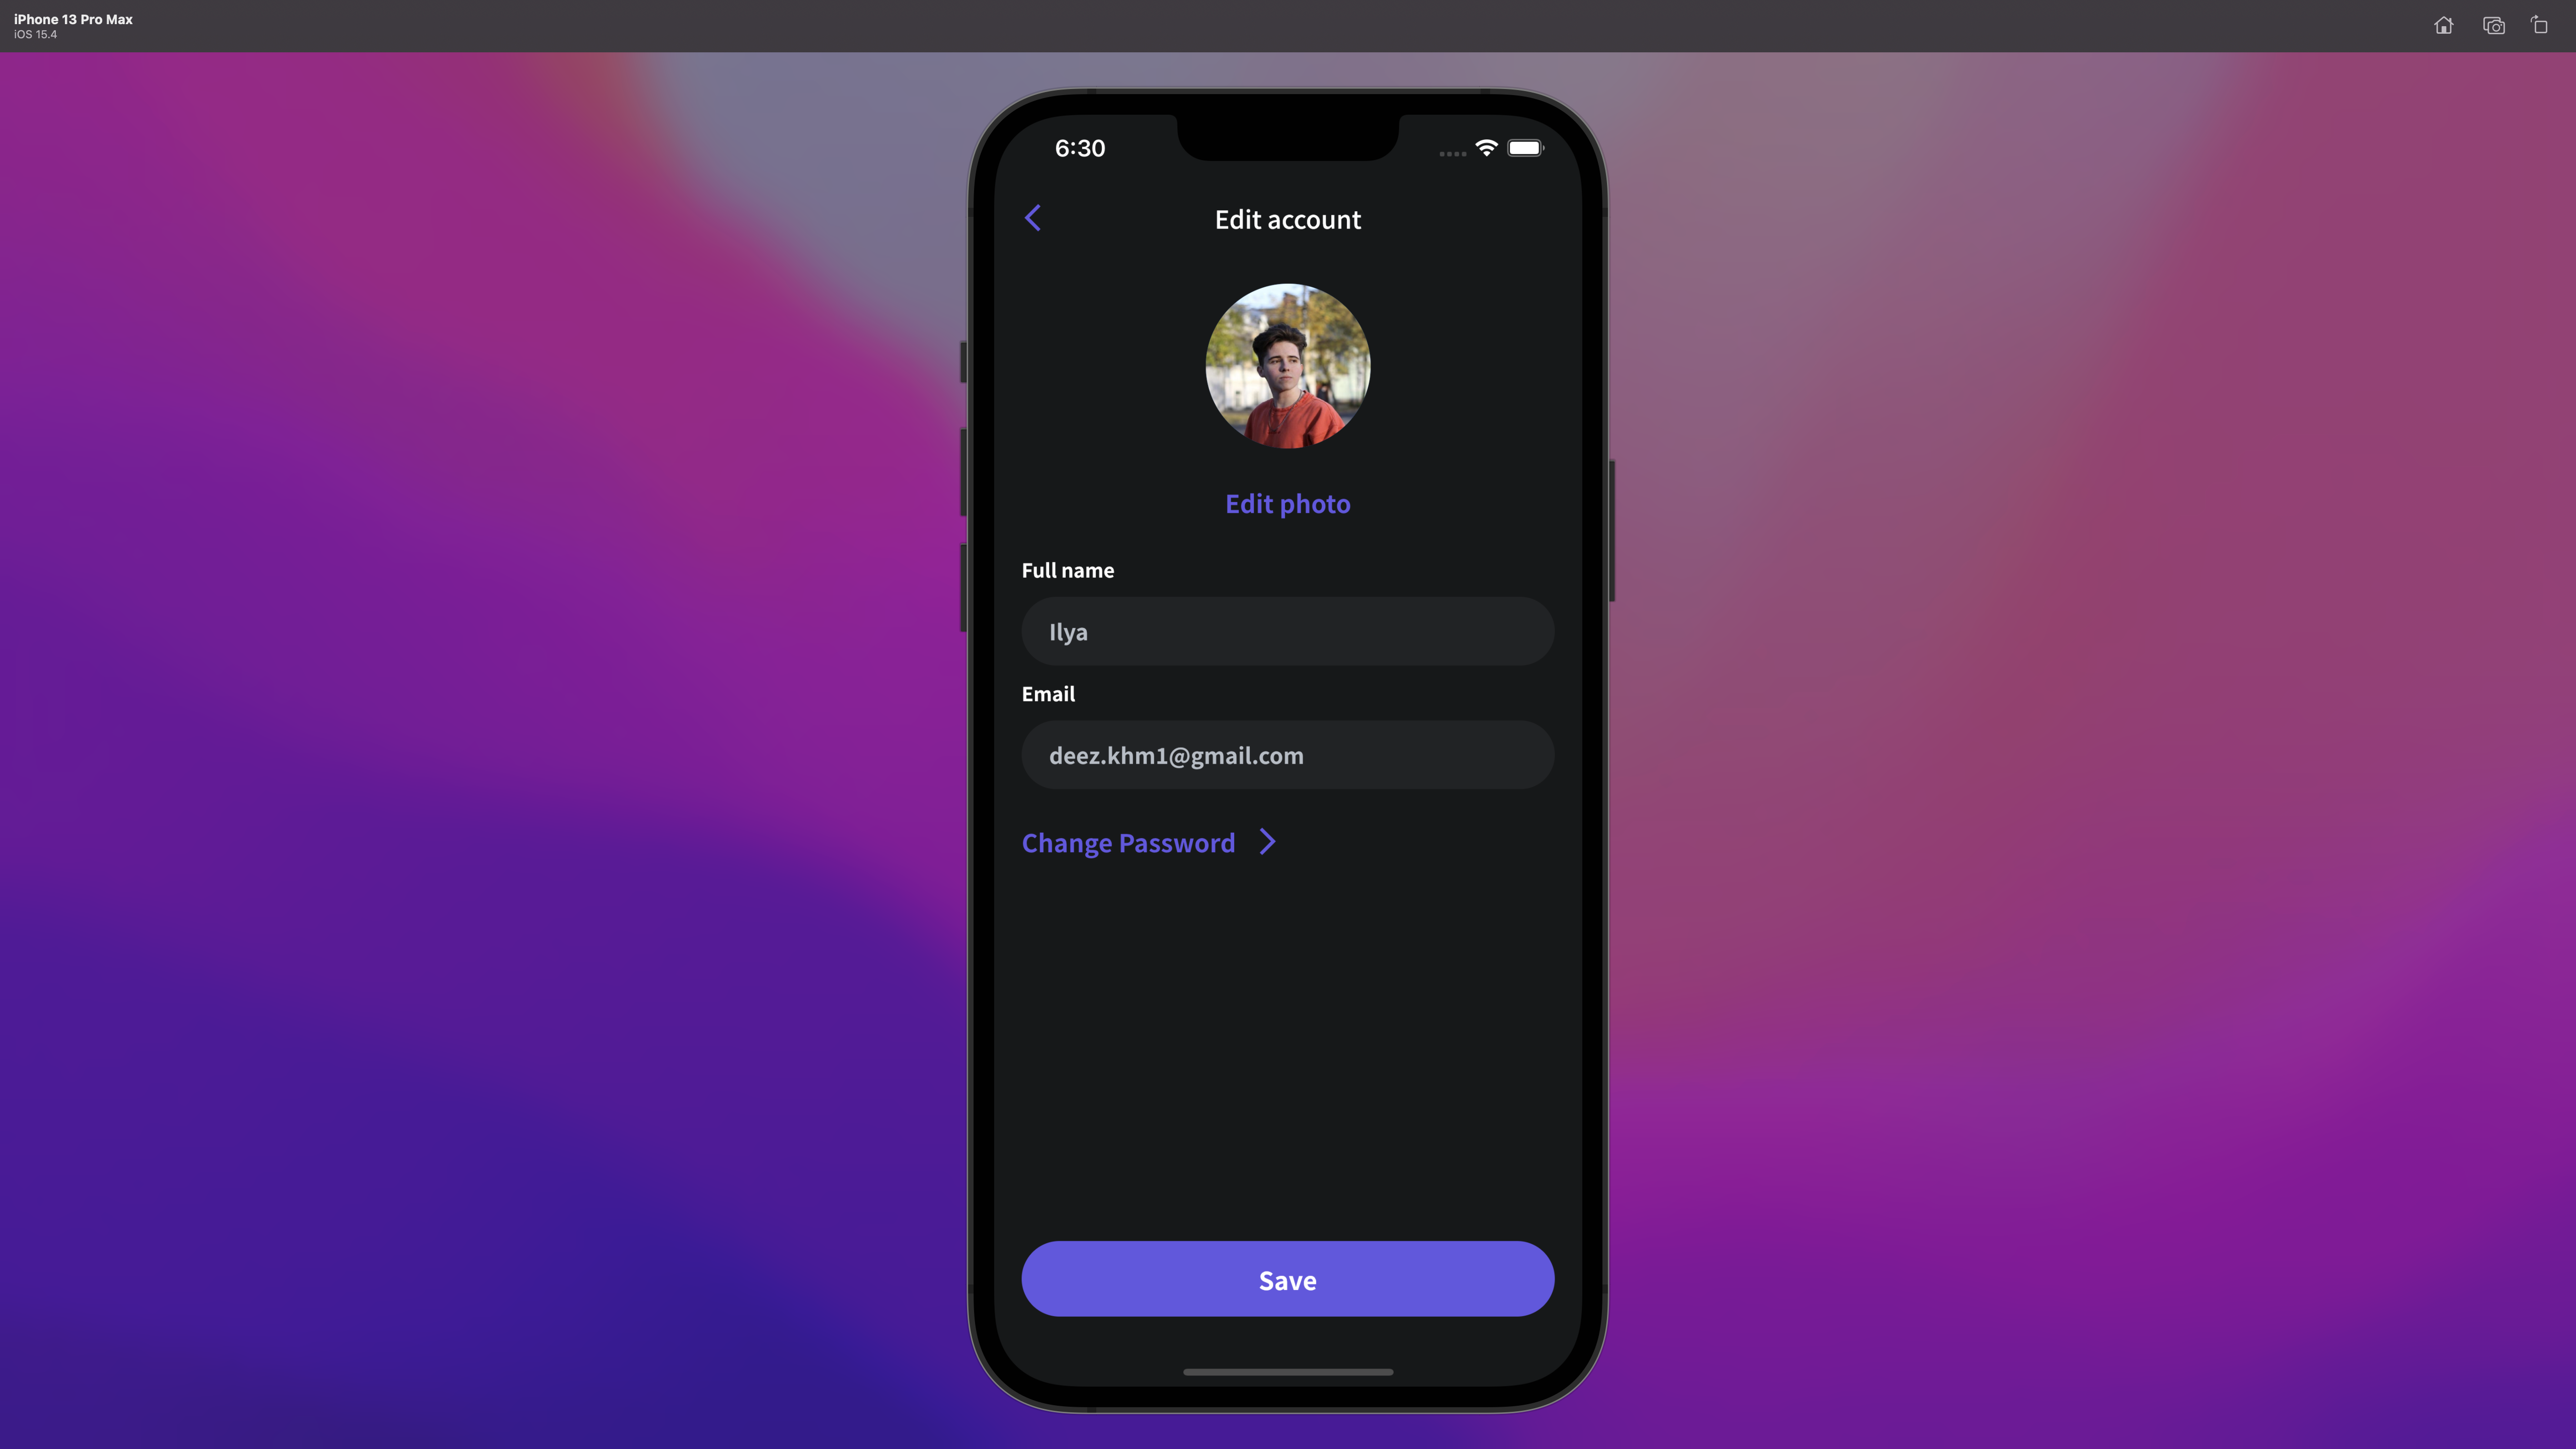 iPhone 13 Pro Max
iOS 15.4
6:30
Edit account
Edit photo
Full name
Ilya
Email
deez.khm1@gmail.com
Change Password
Save